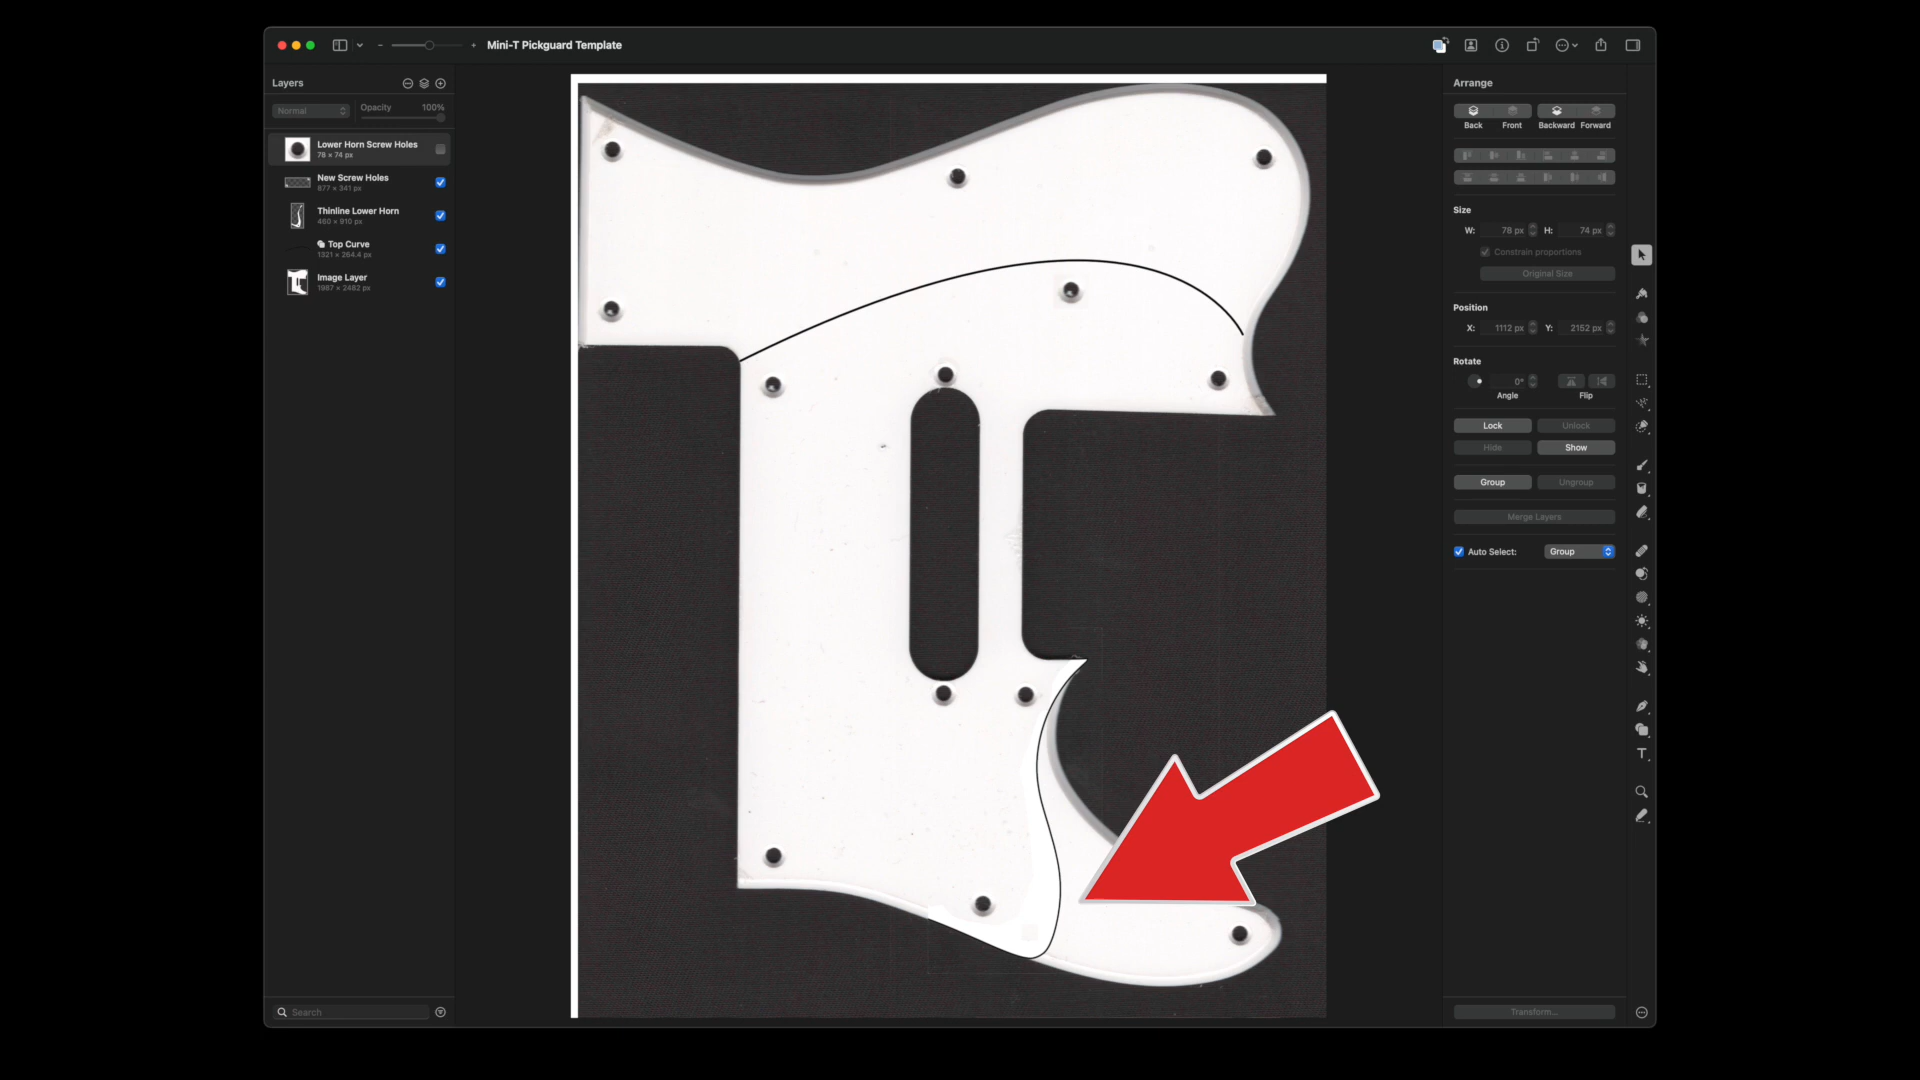 Mini-T Pickguard Template
Layers
Normal
Opacity 100%
Lower Horn Screw Holes
78 × 74 px
New Screw Holes
877 × 341 px
Thinline Lower Horn
460 × 910 px
Top Curve
1321 × 264.4 px
Image Layer
1987 × 2482 px
Search
Arrange
Back Front Backward Forward
Size
W: 78 px H: 74 px
Constrain proportions
Original Size
Position
X: 1112 px Y: 2152 px
Rotate
0°
Angle Flip
Lock Unlock
Hide Show
Group Ungroup
Merge Layers
Auto Select: Group
Transform...